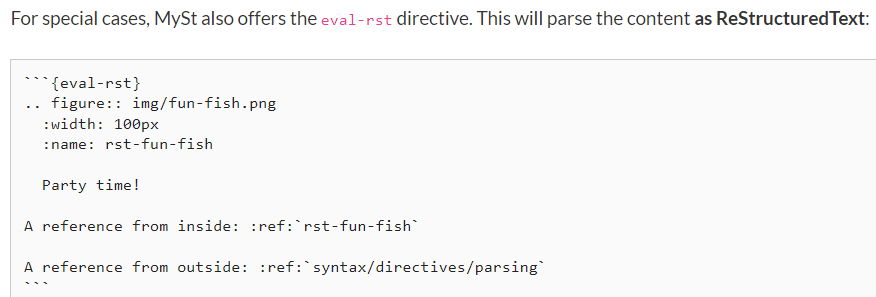 For special cases, MySt also offers the eval-rst directive. This will parse the content as ReStructuredText:
```{eval-rst}
.. figure:: img/fun-fish.png
  :width: 100px
  :name: rst-fun-fish

  Party time!

A reference from inside: :ref:`rst-fun-fish`

A reference from outside: :ref:`syntax/directives/parsing`
```